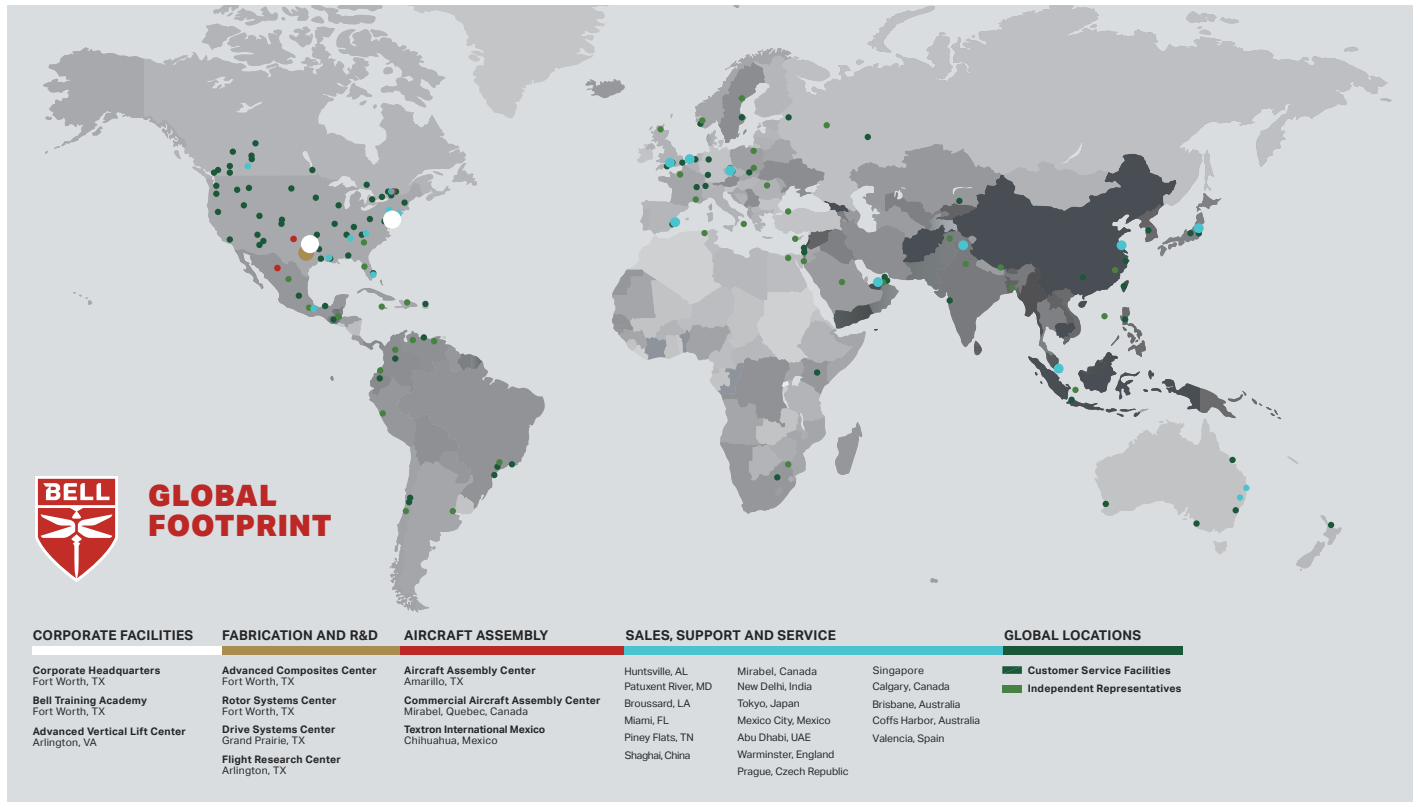 BELL
GLOBAL
FOOTPRINT
CORPORATE FACILITIES
Corporate Headquarters
Fort Worth, TX
Bell Training Academy
Fort Worth, TX
Advanced Vertical Lift Center
Arlington, VA
FABRICATION AND R&D
Advanced Composites Center
Fort Worth, TX
Rotor Systems Center
Fort Worth, TX
Drive Systems Center
Grand Prairie, TX
Flight Research Center
Arlington, TX
AIRCRAFT ASSEMBLY
Aircraft Assembly Center
Amarillo, TX
Commercial Aircraft Assembly Center
Mirabel, Quebec, Canada
Textron International Mexico
Chihuahua, Mexico
SALES, SUPPORT AND SERVICE
Huntsville, AL
Patuxent River, MD
Broussard, LA
Miami, FL
Piney Flats, TN
Shaghai, China
Mirabel, Canada
New Delhi, India
Tokyo, Japan
Mexico City, Mexico
Abu Dhabi, UAE
Warminster, England
Prague, Czech Republic
Singapore
Calgary, Canada
Brisbane, Australia
Coffs Harbor, Australia
Valencia, Spain
GLOBAL LOCATIONS
Customer Service Facilities
Independent Representatives